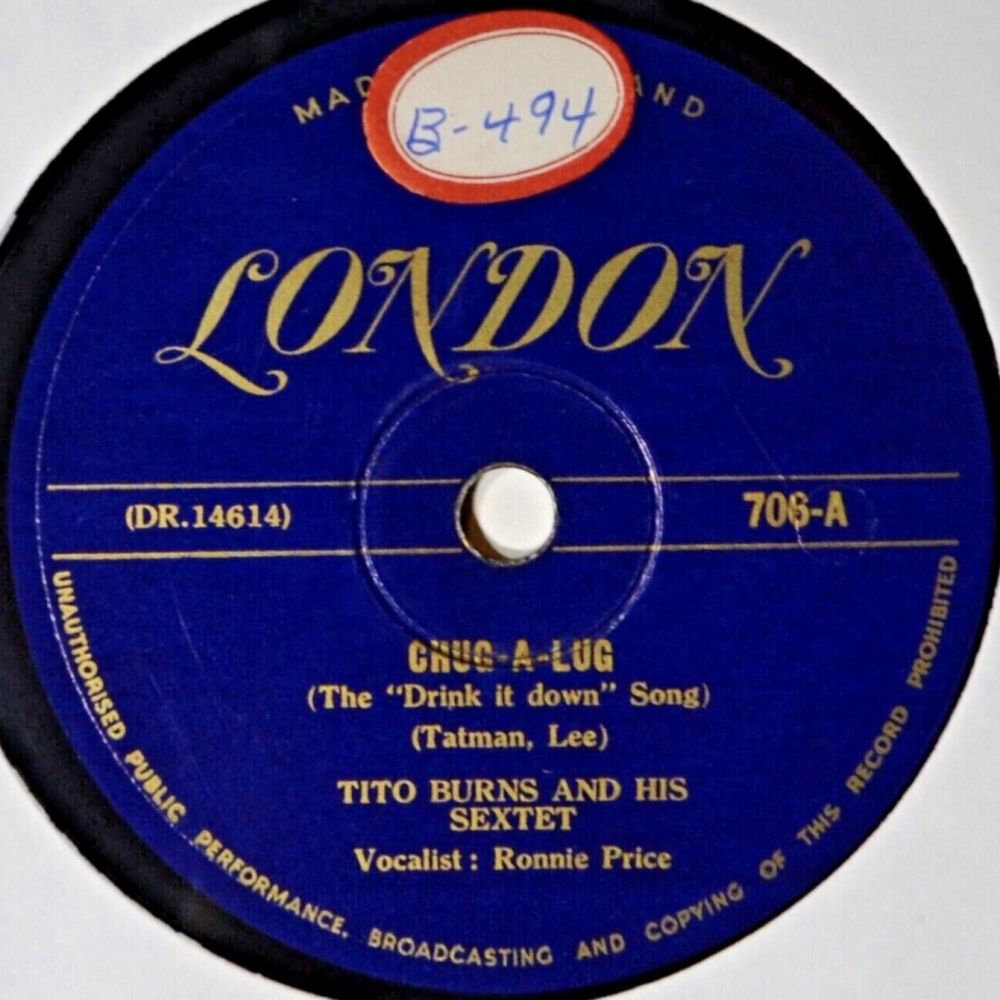 MAD
AND
B-494
LONDON
(DR.14614)
706-A
CHUG-A-LUG
(The "Drink it down" Song)
(Tatman, Lee)
TITO BURNS AND HIS
SEXTET
Vocalist : Ronnie Price
UNAUTHORISED PUBLIC PERFORMANCE, BROADCASTING AND COPYING OF THIS RECORD PROHIBITED